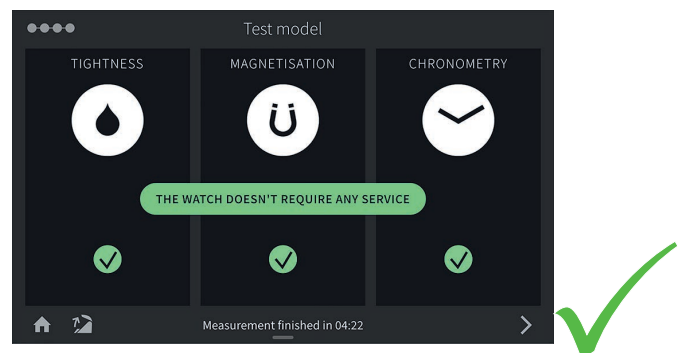 Test model
TIGHTNESS
MAGNETISATION
CHRONOMETRY
THE WATCH DOESN'T REQUIRE ANY SERVICE
Measurement finished in 04:22